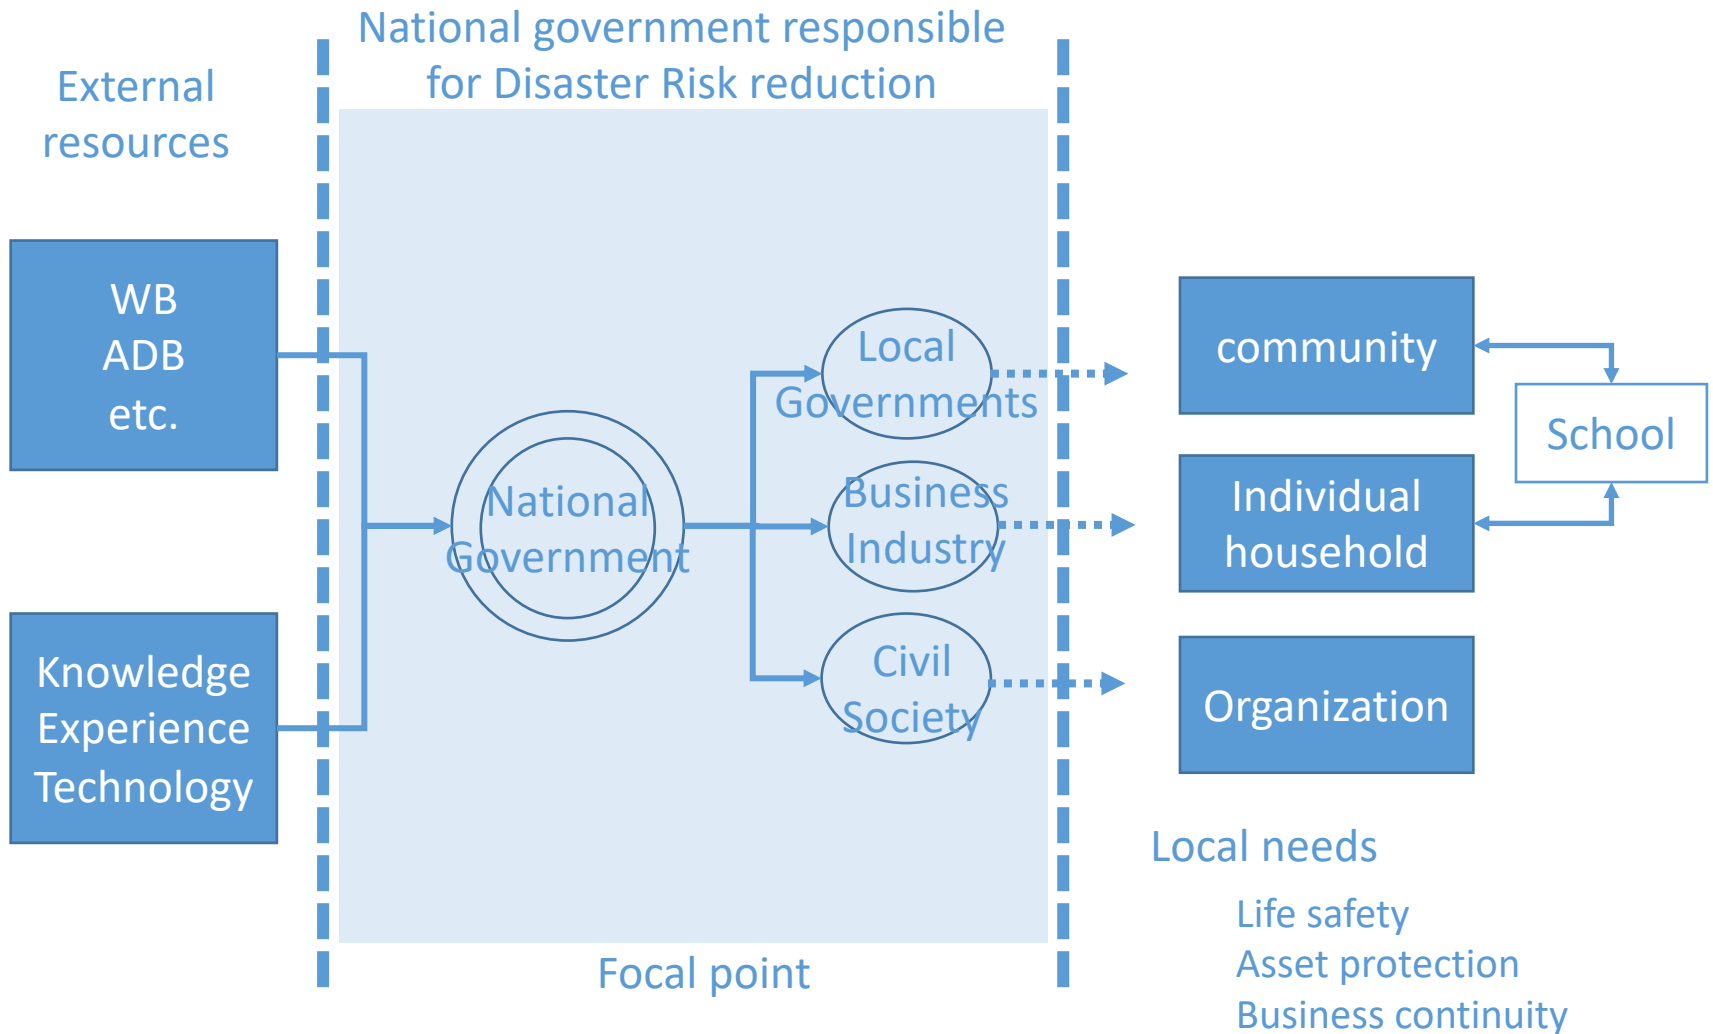 National government responsible
for Disaster Risk reduction
External
resources
WB
ADB
etc.
Knowledge
Experience
Technology
National
Government
Local
Governments
Business
Industry
Civil
Society
Focal point
community
Individual
household
Organization
School
Local needs
Life safety
Asset protection
Business continuity